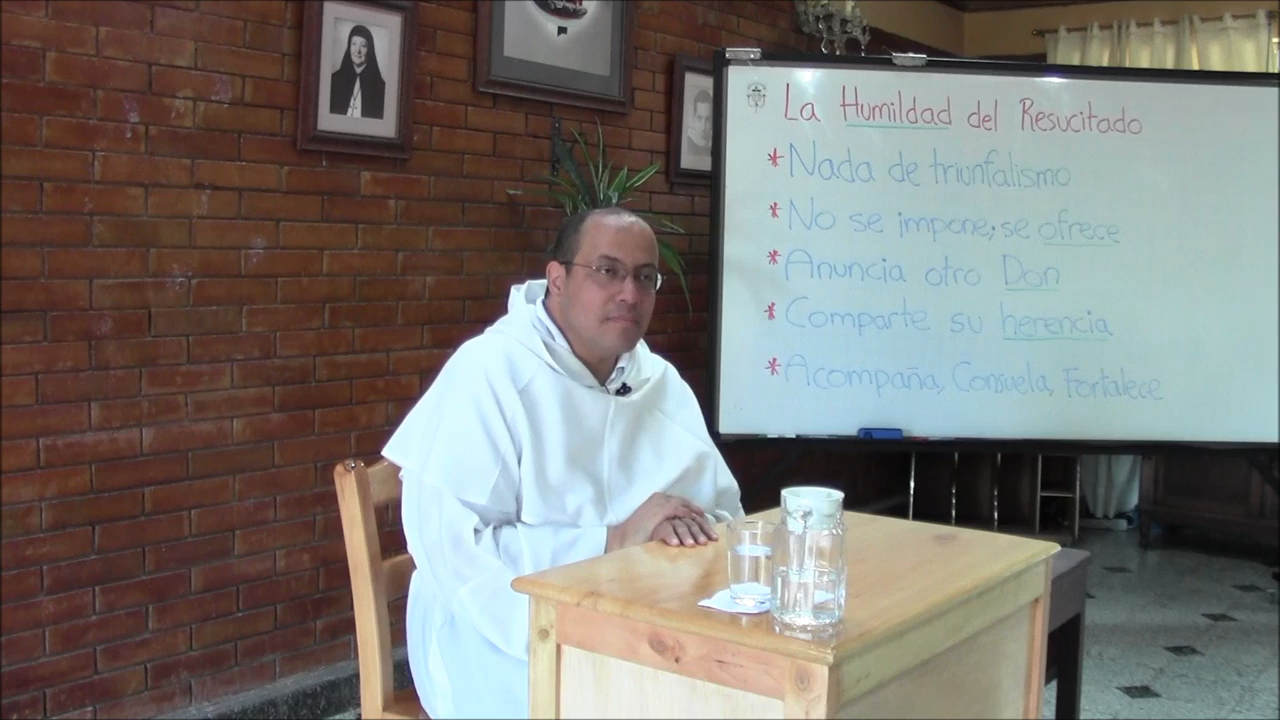 La Humildad del Resucitado
* Nada de triunfalismo
* No se impone; se ofrece
* Anuncia otro Don
* Comparte su herencia
* Acompaña, Consuela, Fortalece